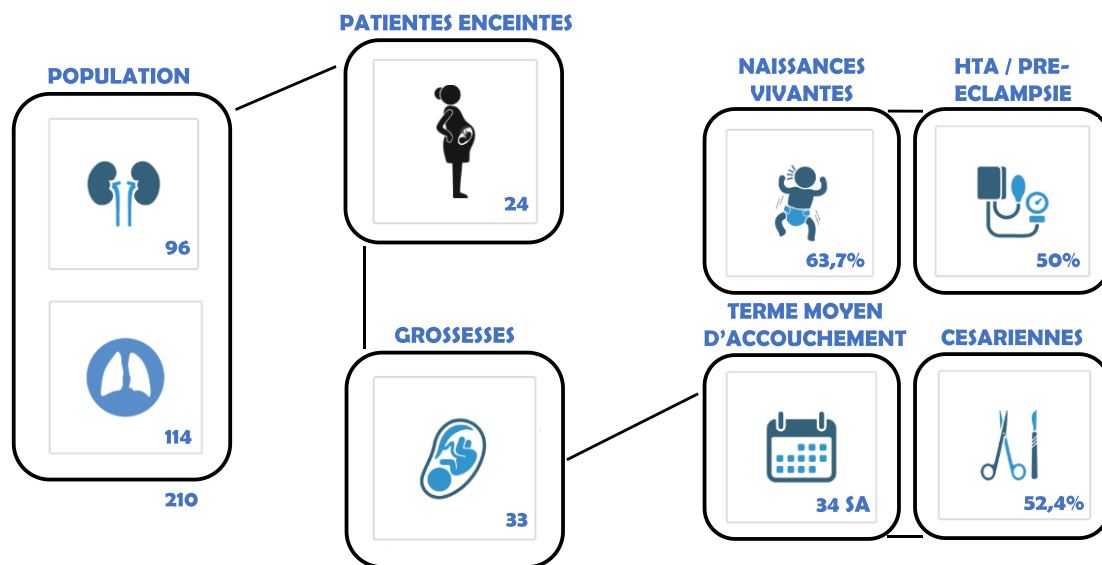 POPULATION
96
114
210
PATIENTES ENCEINTES
24
GROSSESSES
33
NAISSANCES
VIVANTES
63,7%
HTA / PRE-
ECLAMPSIE
50%
TERME MOYEN
D'ACCOUCHEMENT
34 SA
CESARIENNES
52,4%